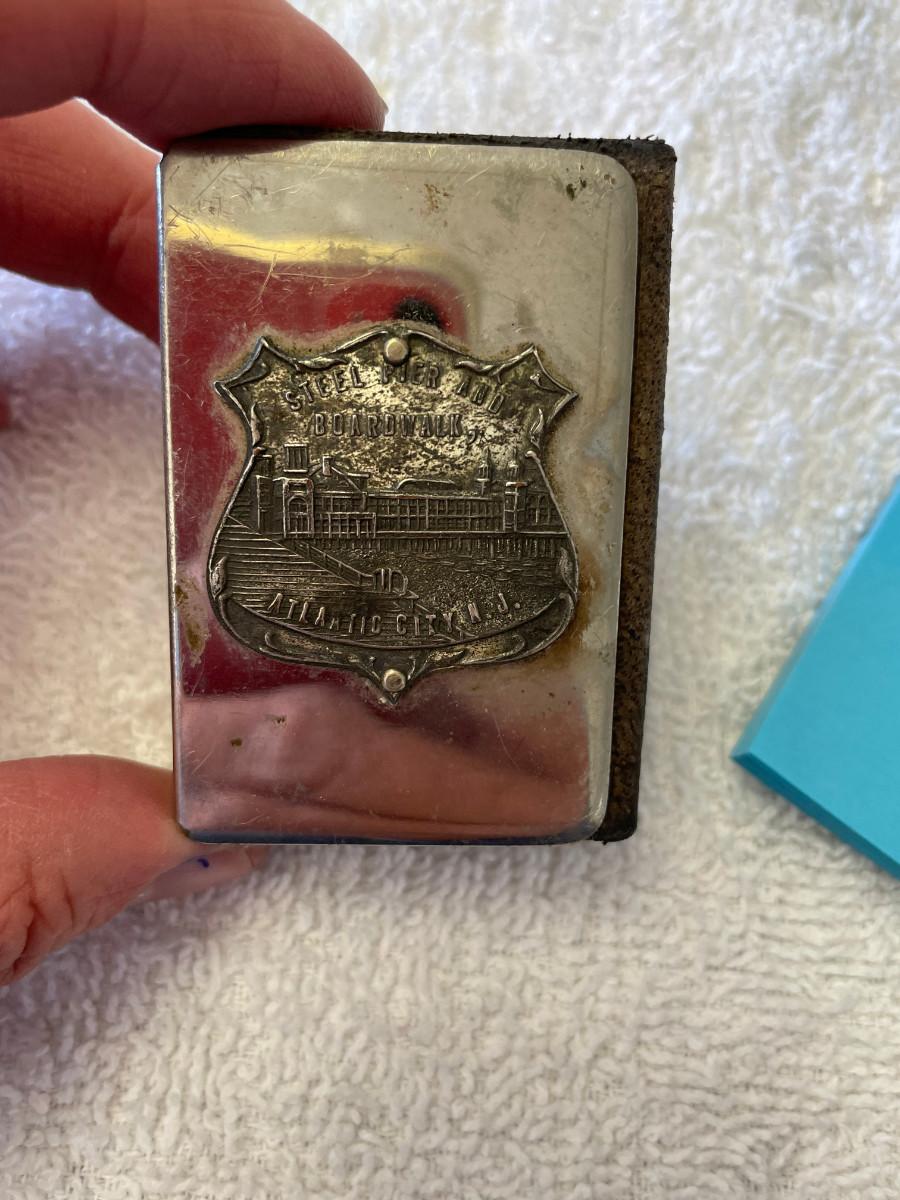 STEEL PIER AND
BOARDWALK,
ATLANTIC CITY, N.J.